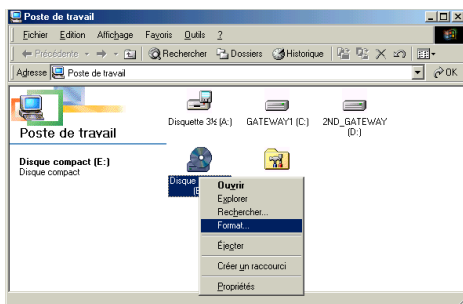 Poste de travail
Fichier Edition Affichage Favoris Outils ?
Précédente Rechercher Dossiers Historique
Adresse Poste de travail OK
Poste de travail
Disque compact (E:)
Disque compact
Disquette 3½ (A:) GATEWAY1 (C:) 2ND_GATEWAY
(D:)
Disque
Ouvrir
Explorer
Rechercher...
Format...
Éjecter
Créer un raccourci
Propriétés